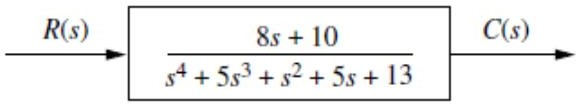 R(s)
8s + 10
C(s)
s⁴ + 5s³ + s² + 5s + 13